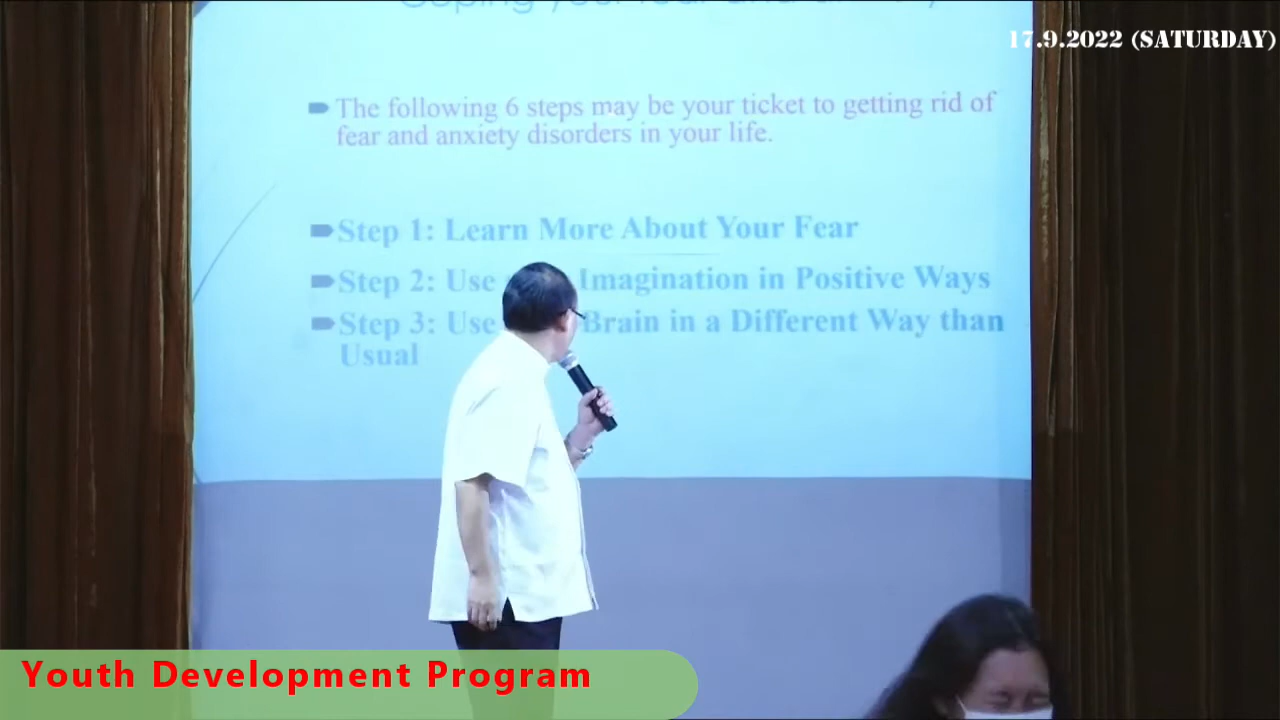 17.9.2022 (SATURDAY)
The following 6 steps may be your ticket to getting rid of
fear and anxiety disorders in your life.
Step 1: Learn More About Your Fear
Step 2: Use Imagination in Positive Ways
Step 3: Use Brain in a Different Way than
Usual
Youth Development Program